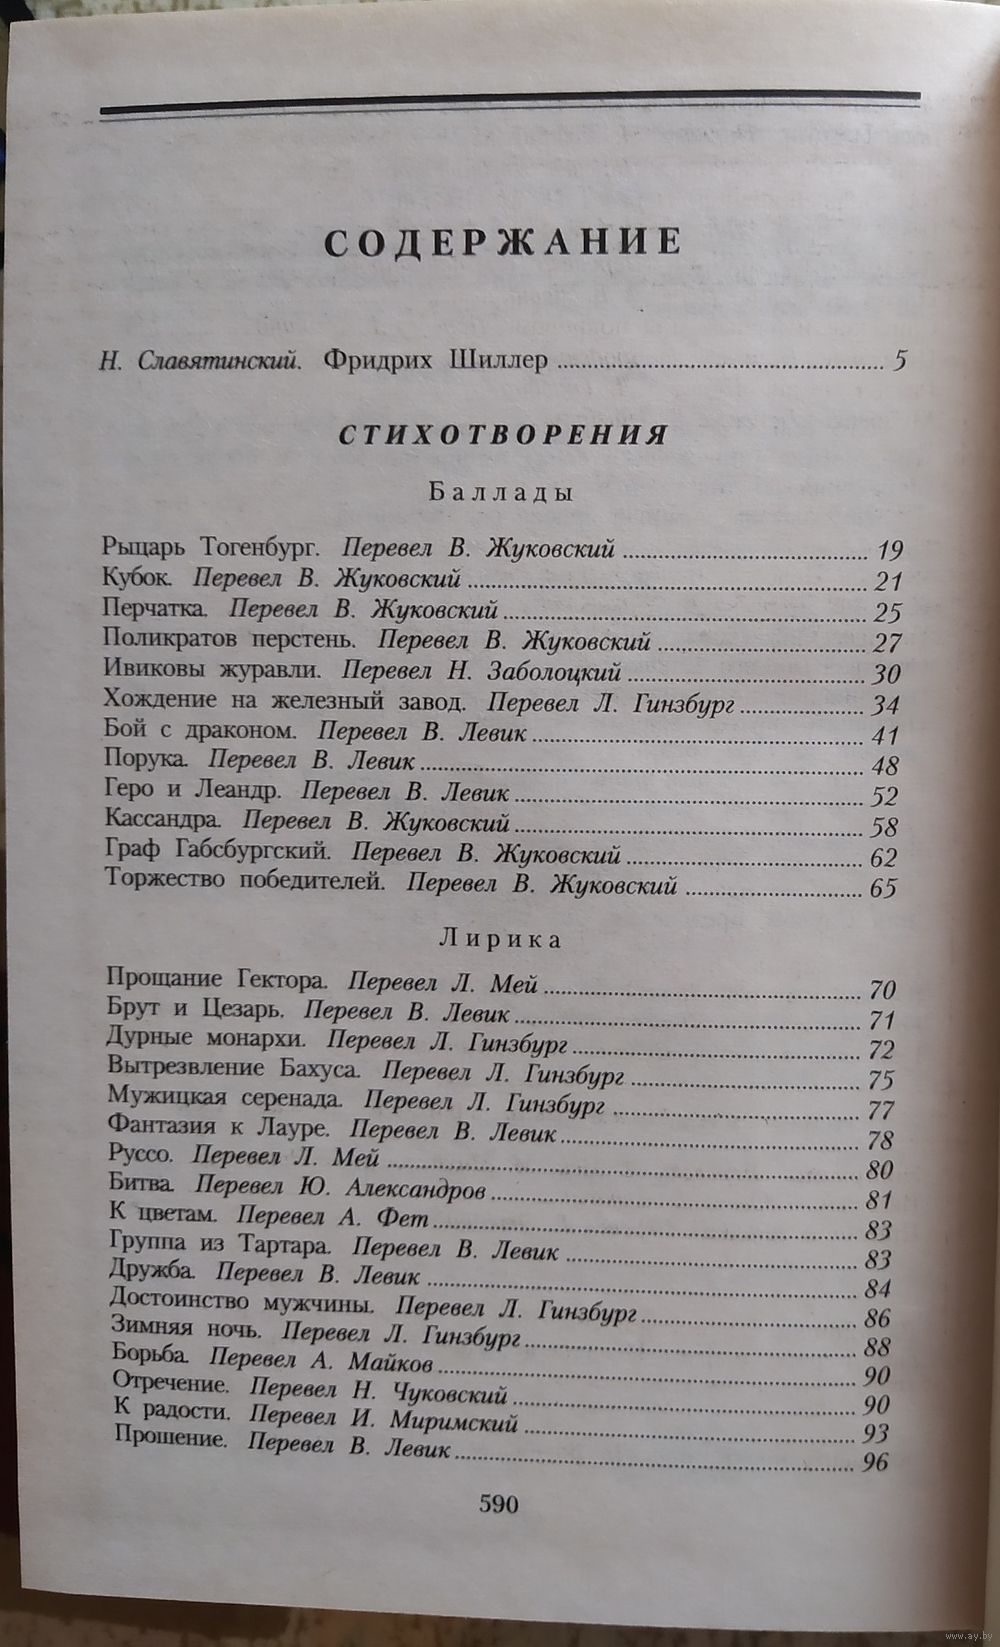 СОДЕРЖАНИЕ
Н. Славятинский. Фридрих Шиллер ........ 5
СТИХОТВОРЕНИЯ
Баллады
Рыцарь Тогенбург. Перевел В. Жуковский ........ 19
Кубок. Перевел В. Жуковский ........ 21
Перчатка. Перевел В. Жуковский ........ 25
Поликратов перстень. Перевел В. Жуковский ........ 27
Ивиковы журавли. Перевел Н. Заболоцкий ........ 30
Хождение на железный завод. Перевел Л. Гинзбург ........ 34
Бой с драконом. Перевел В. Левик ........ 41
Порука. Перевел В. Левик ........ 48
Геро и Леандр. Перевел В. Левик ........ 52
Кассандра. Перевел В. Жуковский ........ 58
Граф Габсбургский. Перевел В. Жуковский ........ 62
Торжество победителей. Перевел В. Жуковский ........ 65
Лирика
Прощание Гектора. Перевел Л. Мей ........ 70
Брут и Цезарь. Перевел В. Левик ........ 71
Дурные монархи. Перевел Л. Гинзбург ........ 72
Вытрезвление Бахуса. Перевел Л. Гинзбург ........ 75
Мужицкая серенада. Перевел Л. Гинзбург ........ 77
Фантазия к Лауре. Перевел В. Левик ........ 78
Руссо. Перевел Л. Мей ........ 80
Битва. Перевел Ю. Александров ........ 81
К цветам. Перевел А. Фет ........ 83
Группа из Тартара. Перевел В. Левик ........ 83
Дружба. Перевел В. Левик ........ 84
Достоинство мужчины. Перевел Л. Гинзбург ........ 86
Зимняя ночь. Перевел Л. Гинзбург ........ 88
Борьба. Перевел А. Майков ........ 90
Отречение. Перевел Н. Чуковский ........ 90
К радости. Перевел И. Миримский ........ 93
Прошение. Перевел В. Левик ........ 96
590
www.ay.by